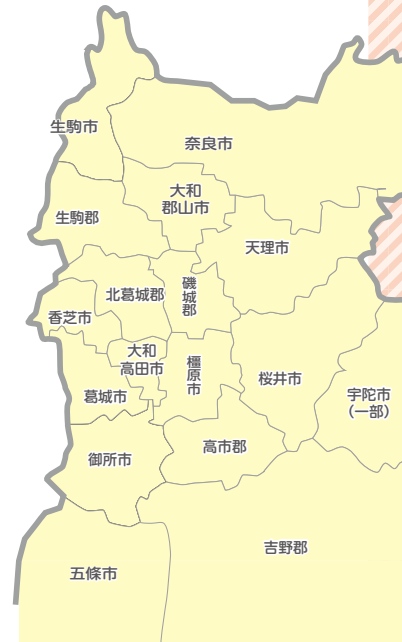 生駒市
奈良市
大和
郡山市
生駒郡
天理市
北葛城郡
磯城郡
香芝市
大和
高田市
橿原市
桜井市
葛城市
宇陀市
（一部）
御所市
高市郡
吉野郡
五條市